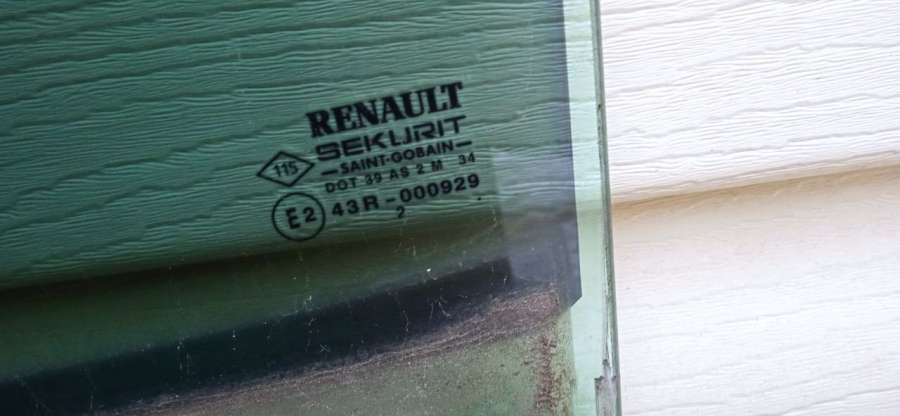 RENAULT
SEKURIT
-SAINT-GOBAIN-
115
DOT 39 AS 2 M 34
E2 43R-000929
2 .